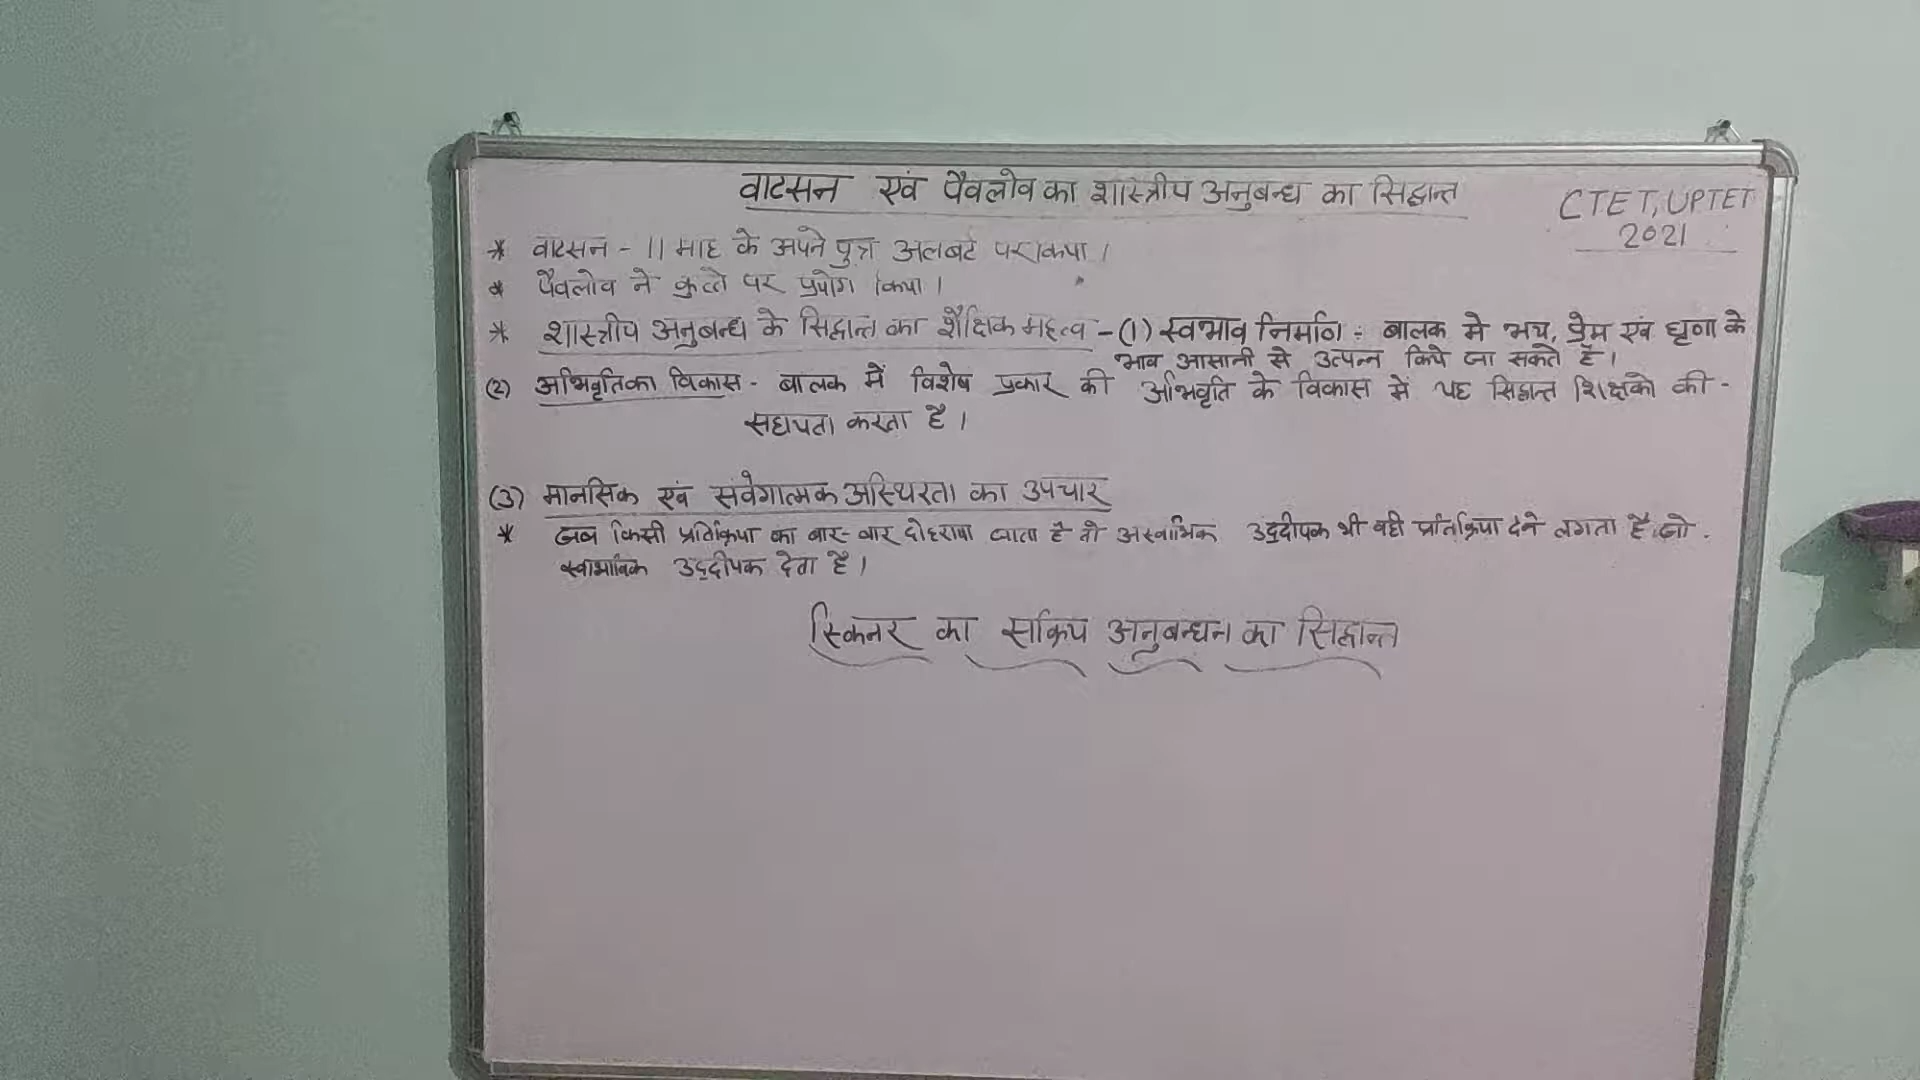 वाटसन एवं पैवलोव का शास्त्रीय अनुबन्ध का सिद्धान्त
CTET, UPTET
2021
* वाटसन - 11 माह के अपने पुत्र अलबर्ट पर किया।
* पैवलोव ने कुत्ते पर प्रयोग किया।
* शास्त्रीय अनुबन्ध के सिद्धान्त का शैक्षिक महत्व - (1) स्वभाव निर्माण : बालक मे भय, प्रेम एवं घृणा के
भाव आसानी से उत्पन्न किये जा सकते है।
(2) अभिवृति का विकास - बालक में विशेष प्रकार की अभिवृति के विकास में यह सिद्धान्त शिक्षको की -
सहायता करता है।
(3) मानसिक एवं संवेगात्मक अस्थिरता का उपचार
* जब किसी प्रतिक्रिया का बार-बार दोहराया जाता है तो अस्वाभिक उद्दीपक भी वही प्रतिक्रिया देने लगता है जो.
स्वाभाविक उद्दीपक देता है।
स्किनर का सक्रिय अनुबन्धन का सिद्धान्त